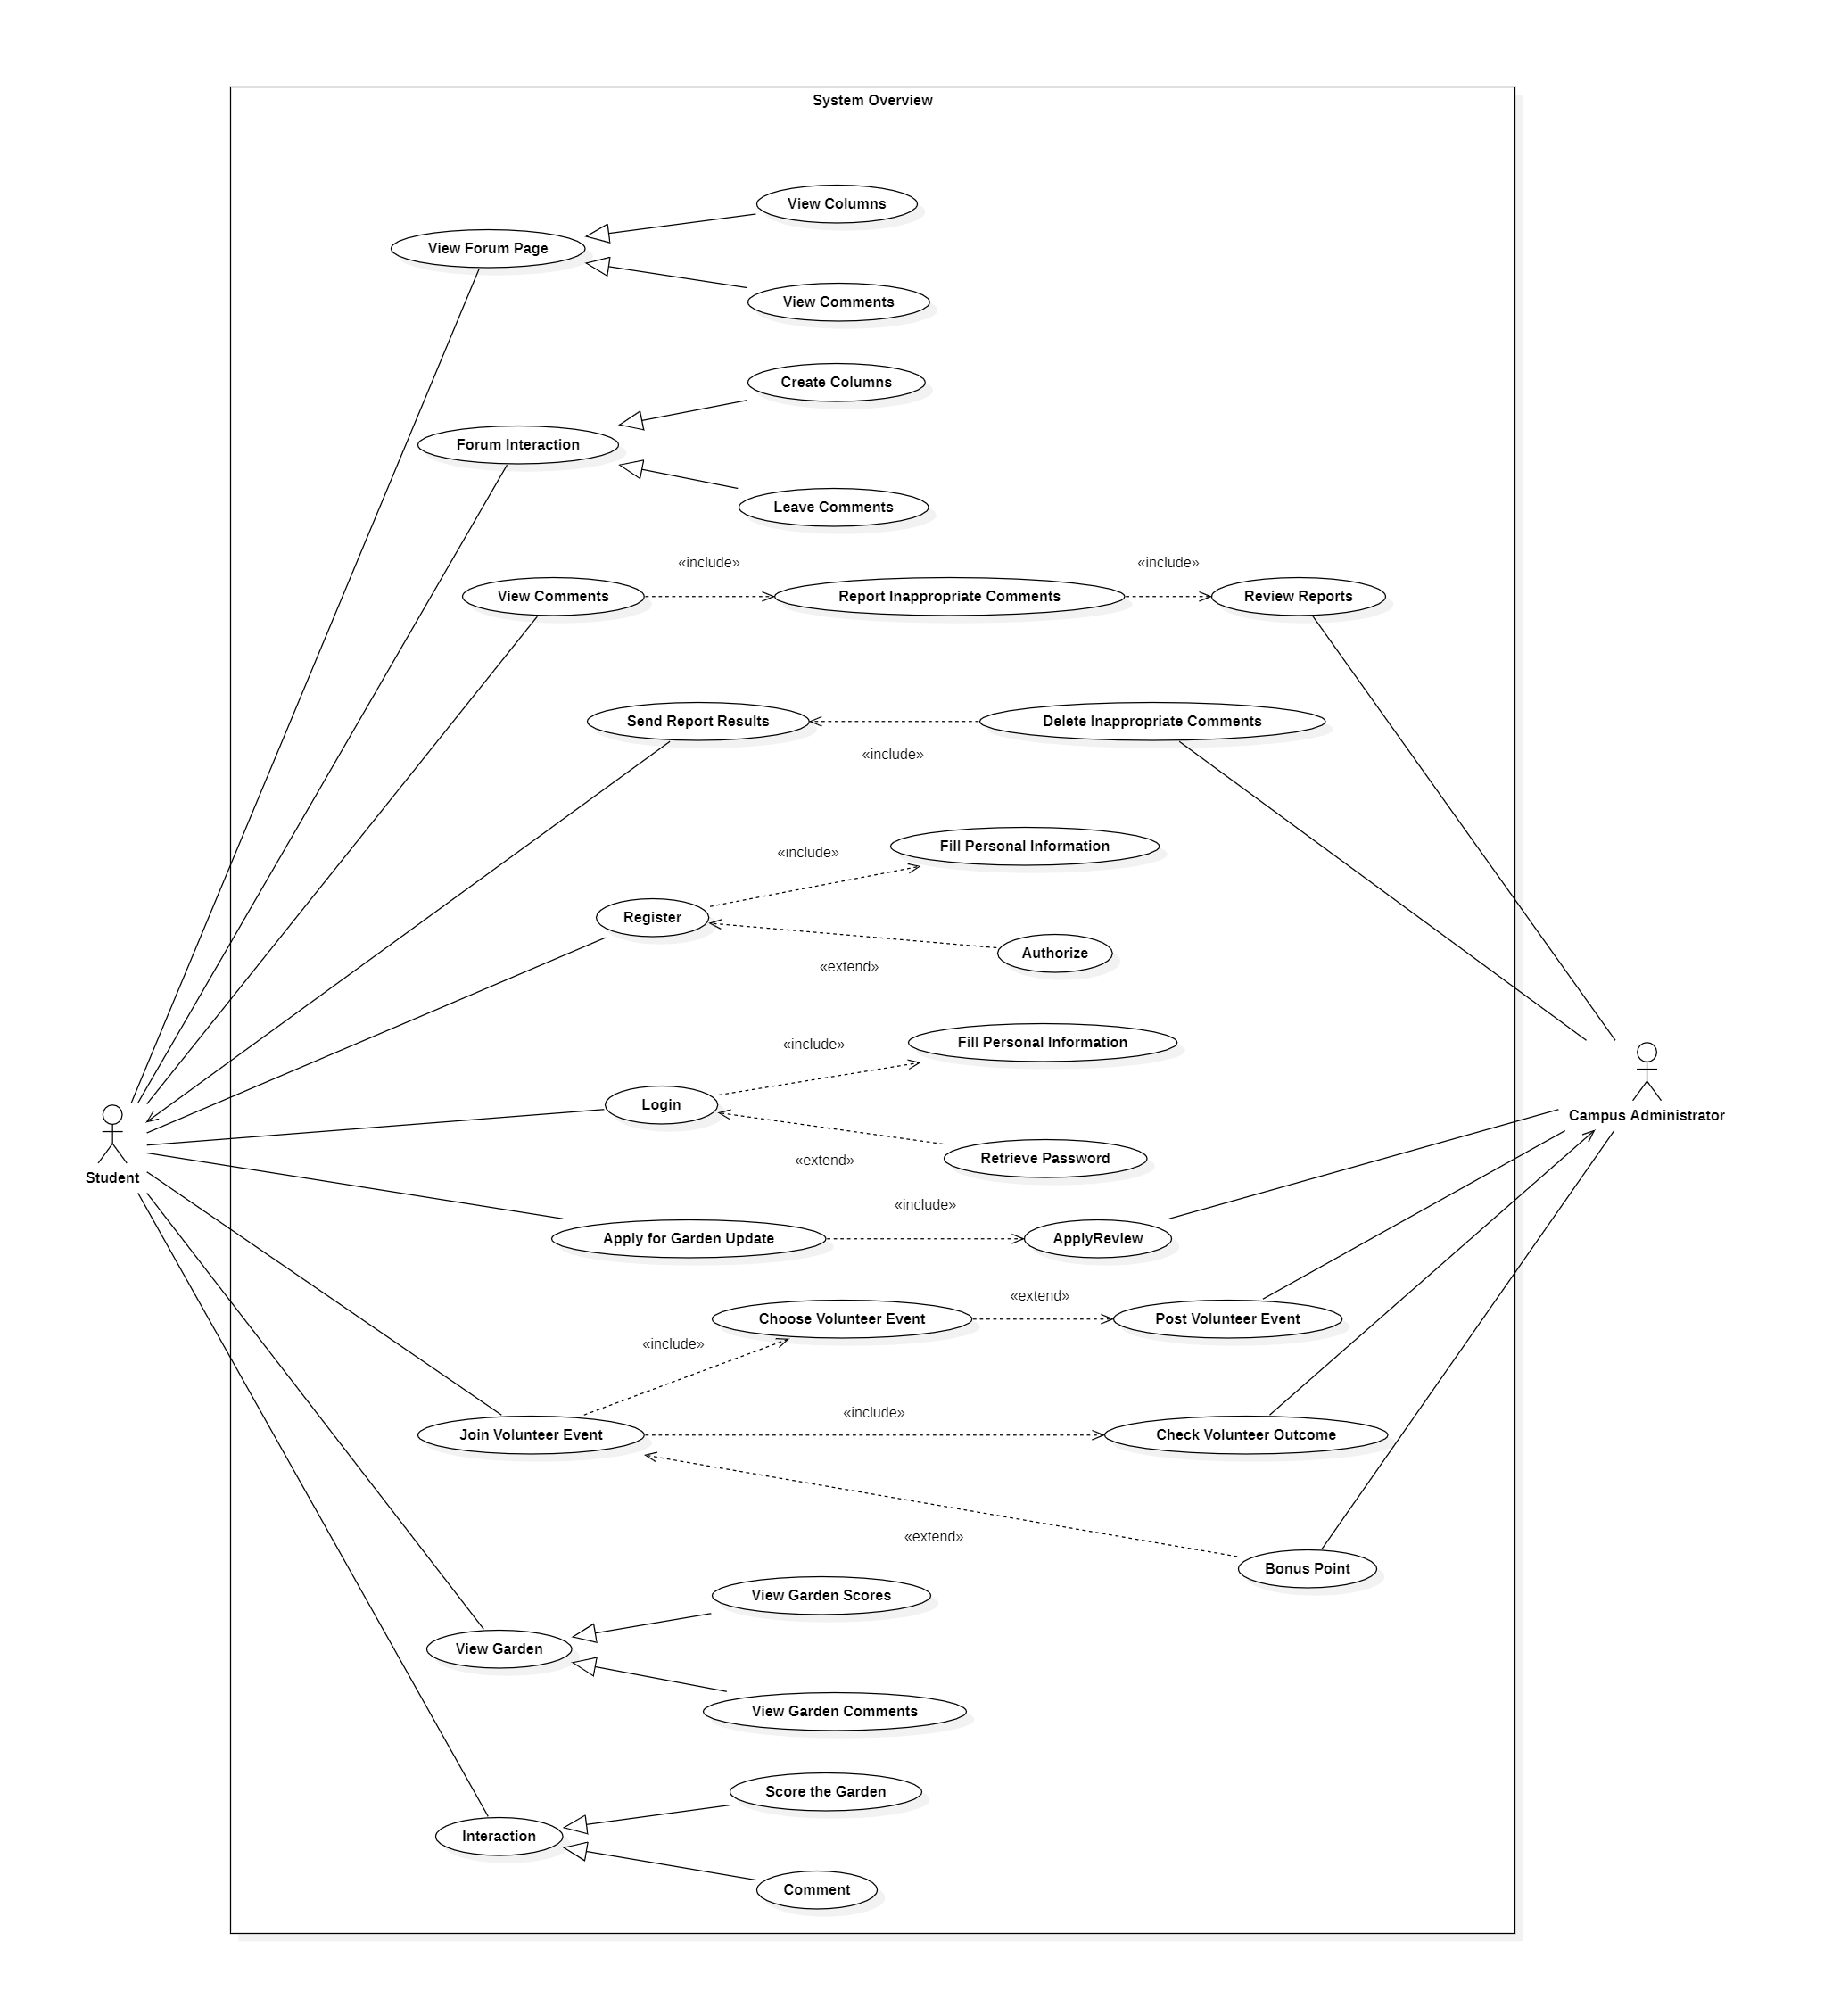 System Overview
View Columns
View Forum Page
View Comments
Create Columns
Forum Interaction
Leave Comments
«include»
«include»
View Comments
Report Inappropriate Comments
Review Reports
Send Report Results
Delete Inappropriate Comments
«include»
«include»
Fill Personal Information
Register
Authorize
«extend»
«include»
Fill Personal Information
Login
Retrieve Password
«extend»
Campus Administrator
Student
«include»
Apply for Garden Update
ApplyReview
«extend»
Choose Volunteer Event
Post Volunteer Event
«include»
«include»
Join Volunteer Event
Check Volunteer Outcome
«extend»
Bonus Point
View Garden Scores
View Garden
View Garden Comments
Score the Garden
Interaction
Comment